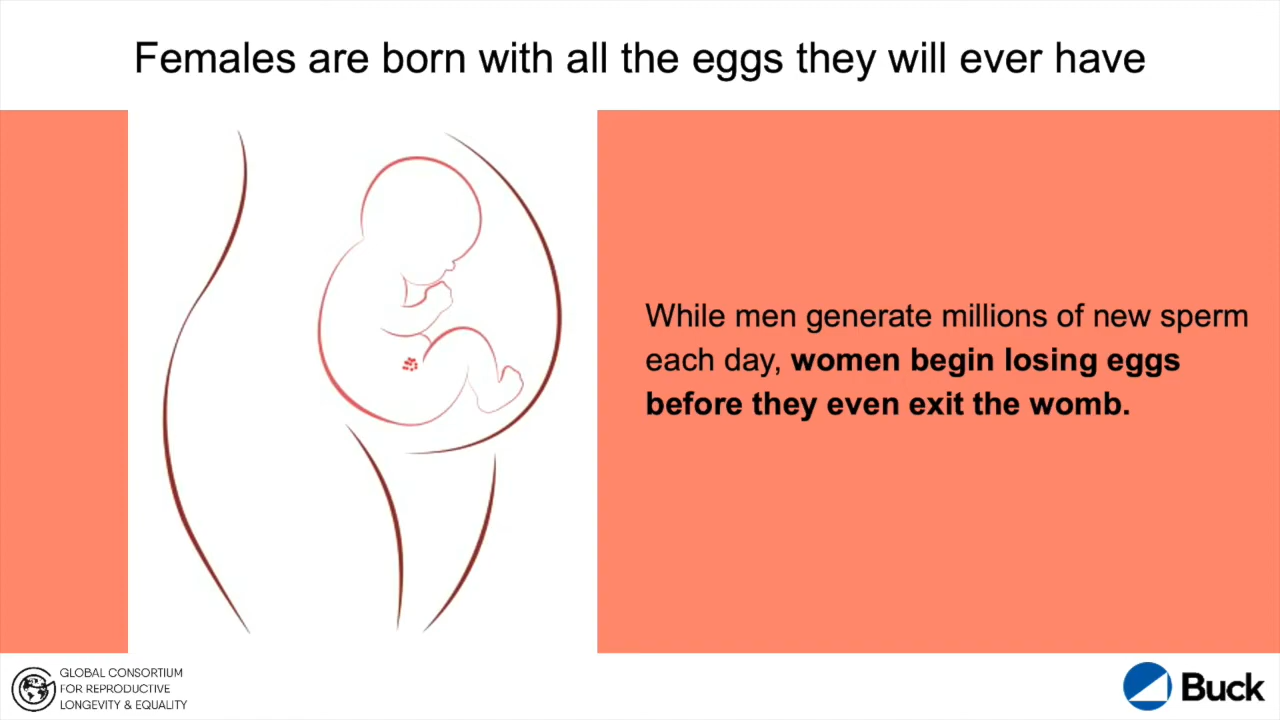 Females are born with all the eggs they will ever have
While men generate millions of new sperm
each day, women begin losing eggs
before they even exit the womb.
GLOBAL CONSORTIUM
FOR REPRODUCTIVE
LONGEVITY & EQUALITY
Buck